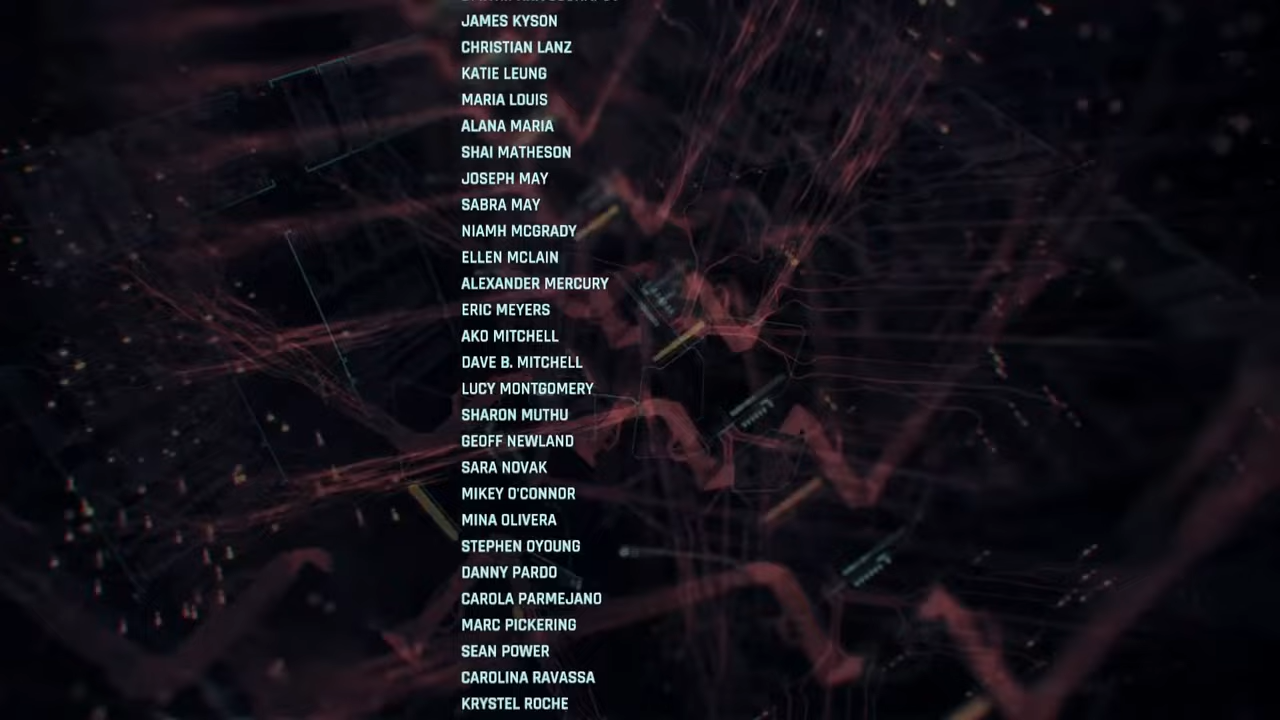 JAMES KYSON
CHRISTIAN LANZ
KATIE LEUNG
MARIA LOUIS
ALANA MARIA
SHAI MATHESON
JOSEPH MAY
SABRA MAY
NIAMH MCGRADY
ELLEN MCLAIN
ALEXANDER MERCURY
ERIC MEYERS
AKO MITCHELL
DAVE B. MITCHELL
LUCY MONTGOMERY
SHARON MUTHU
GEOFF NEWLAND
SARA NOVAK
MIKEY O'CONNOR
MINA OLIVERA
STEPHEN OYOUNG
DANNY PARDO
CAROLA PARMEJANO
MARC PICKERING
SEAN POWER
CAROLINA RAVASSA
KRYSTEL ROCHE